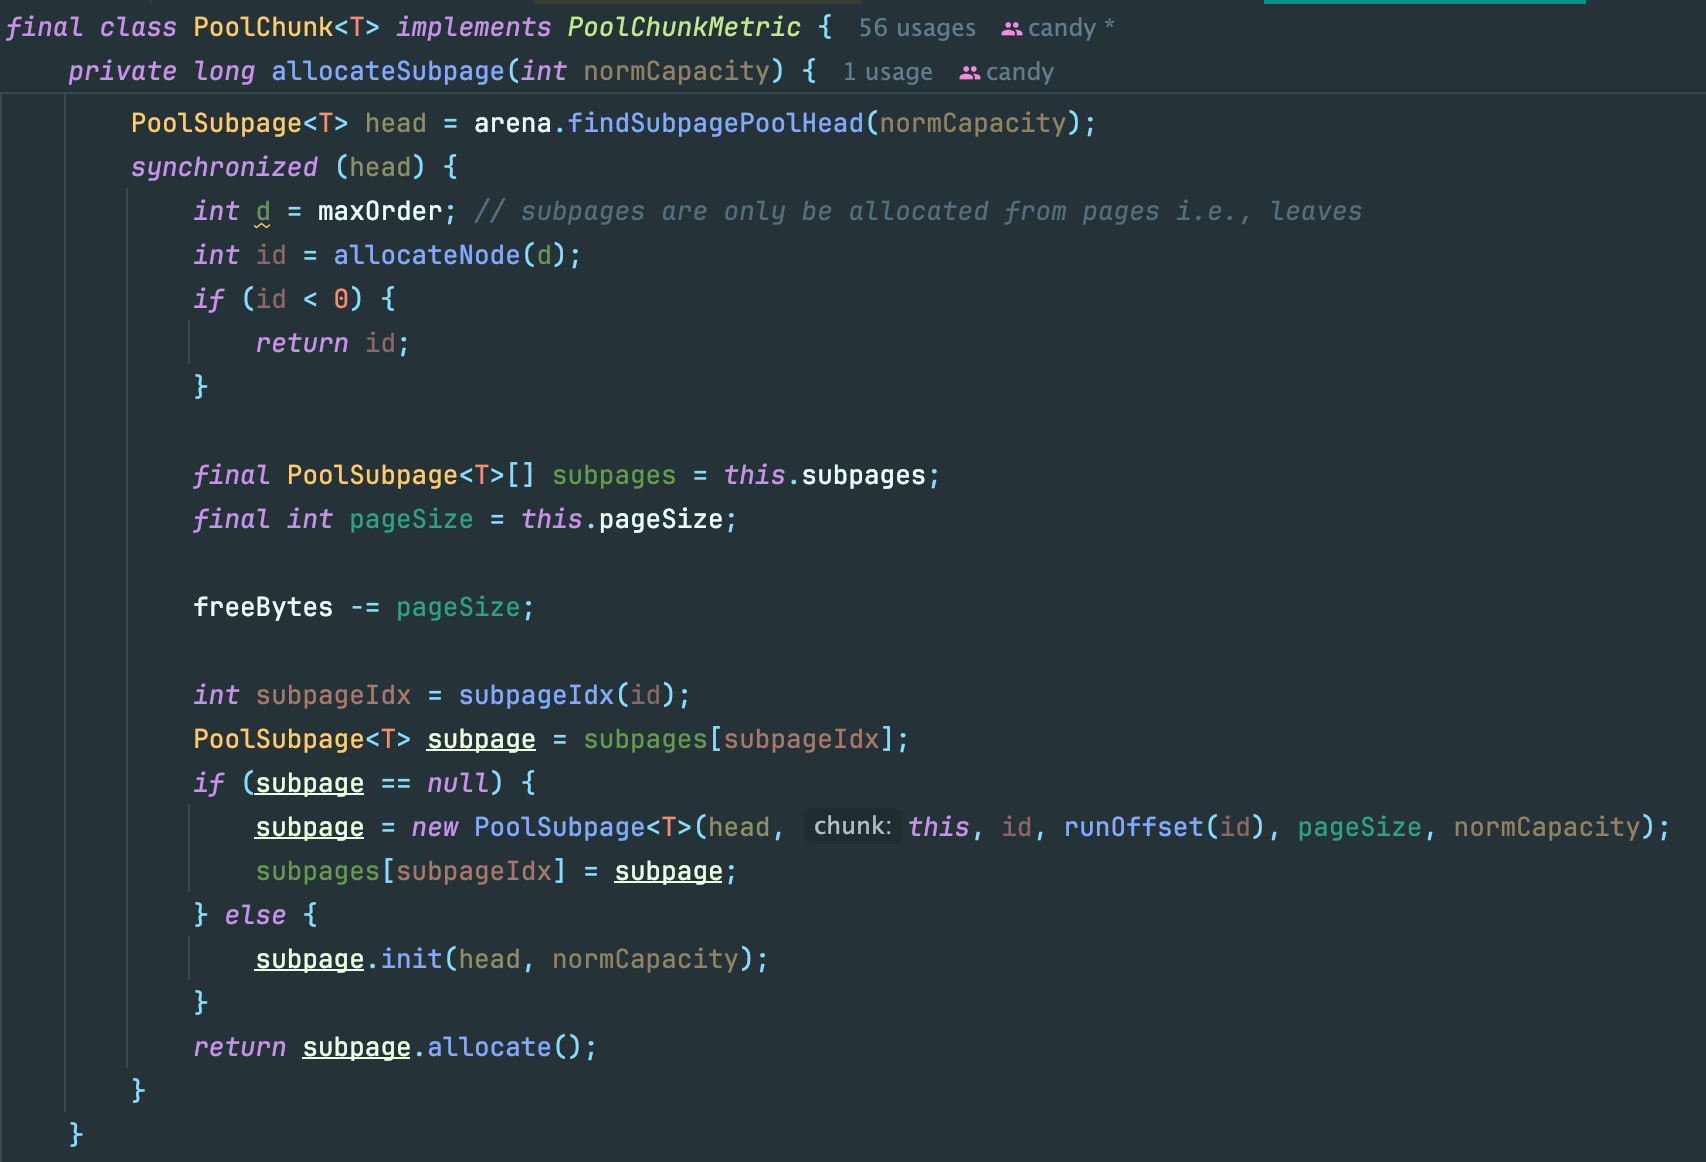 final class PoolChunk<T> implements PoolChunkMetric {  56 usages  candy *
    private long allocateSubpage(int normCapacity) {  1 usage  candy
        PoolSubpage<T> head = arena.findSubpagePoolHead(normCapacity);
        synchronized (head) {
            int d = maxOrder; // subpages are only be allocated from pages i.e., leaves
            int id = allocateNode(d);
            if (id < 0) {
                return id;
            }

            final PoolSubpage<T>[] subpages = this.subpages;
            final int pageSize = this.pageSize;

            freeBytes -= pageSize;

            int subpageIdx = subpageIdx(id);
            PoolSubpage<T> subpage = subpages[subpageIdx];
            if (subpage == null) {
                subpage = new PoolSubpage<T>(head, chunk: this, id, runOffset(id), pageSize, normCapacity);
                subpages[subpageIdx] = subpage;
            } else {
                subpage.init(head, normCapacity);
            }
            return subpage.allocate();
        }
    }